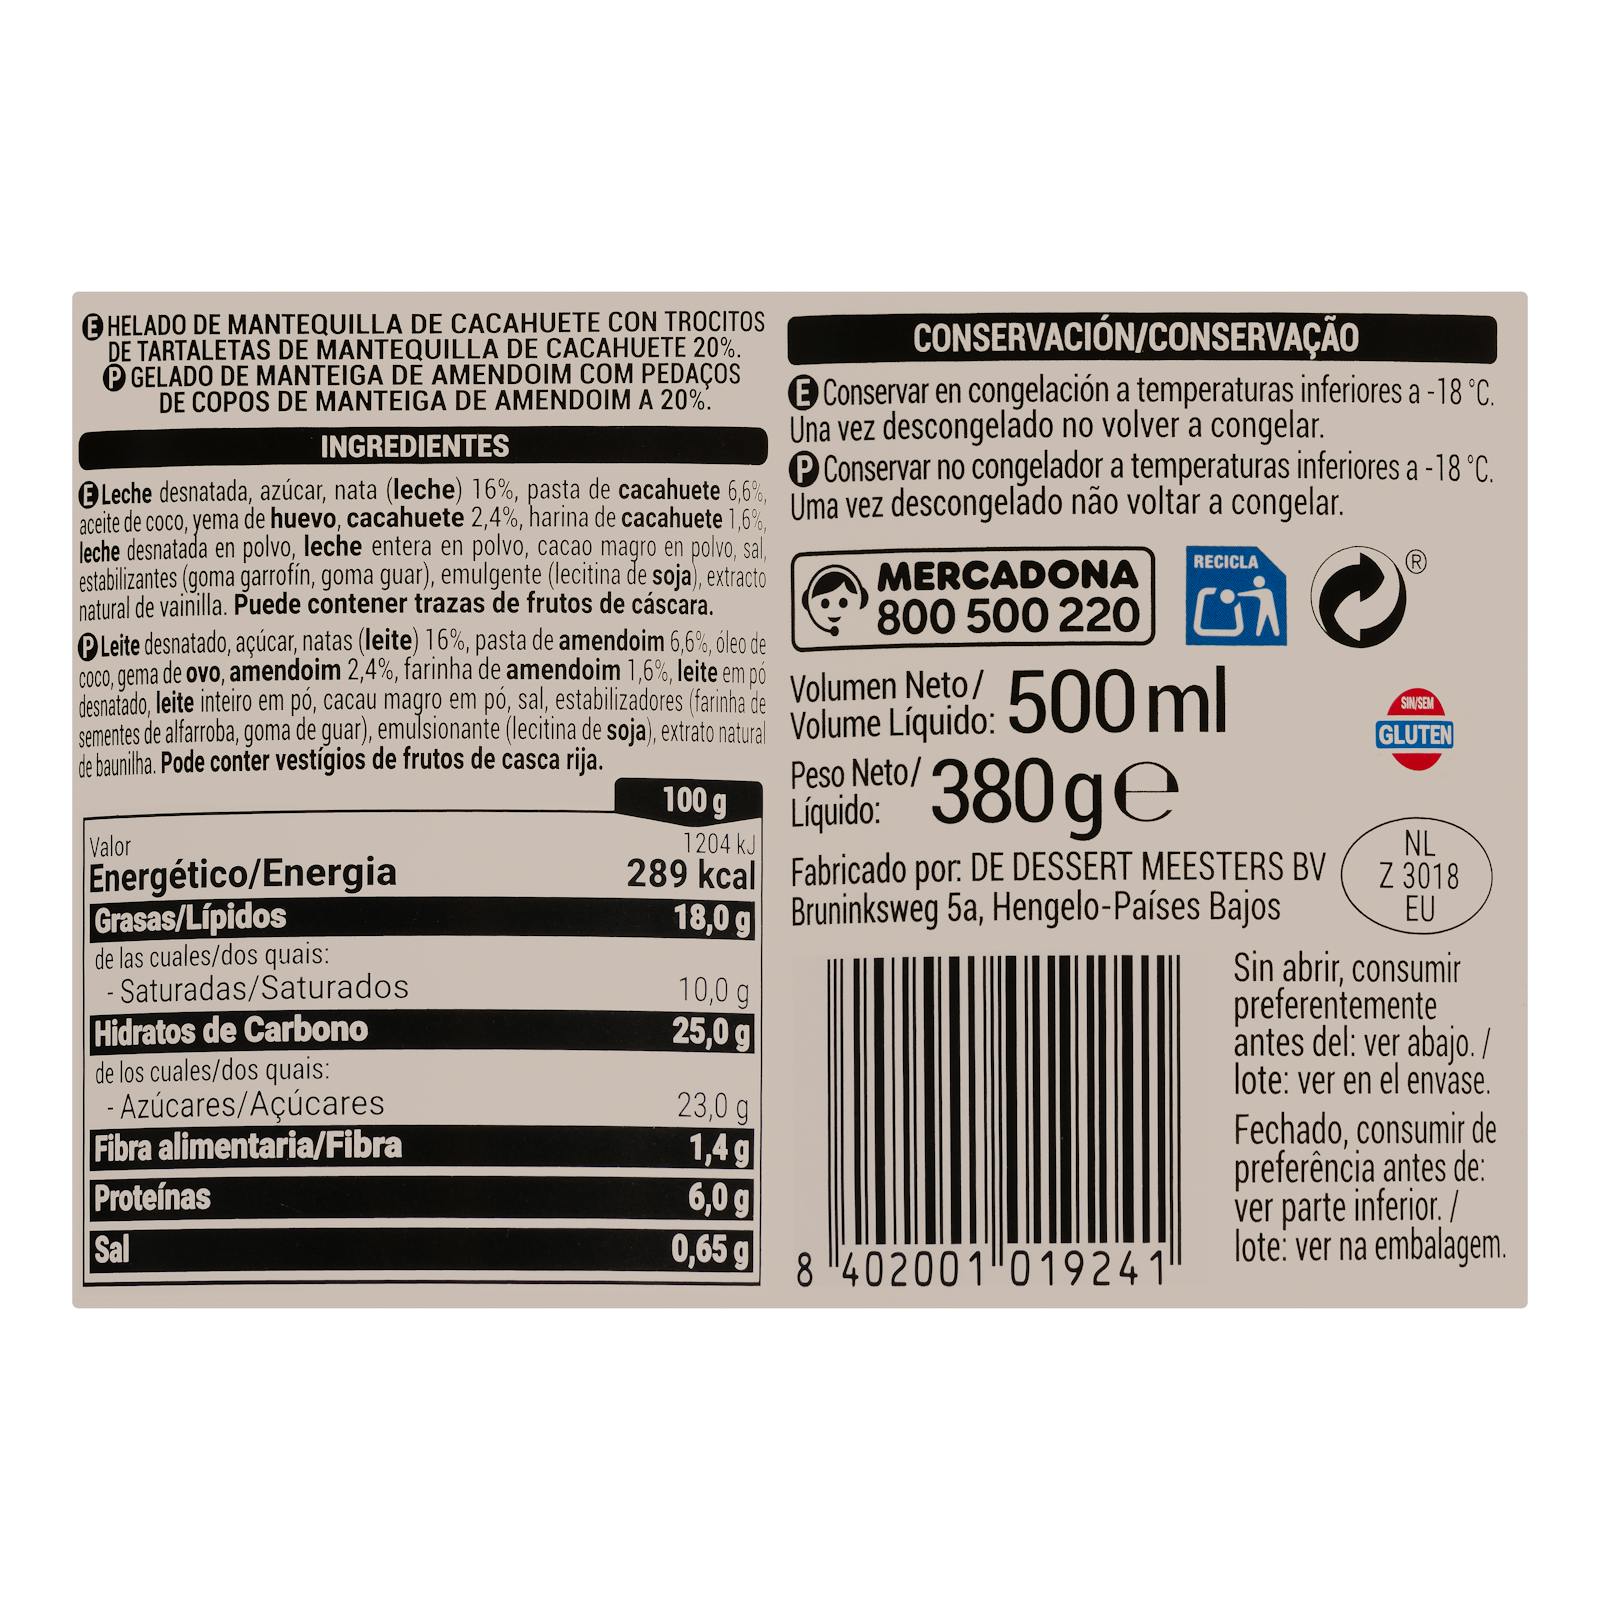 E HELADO DE MANTEQUILLA DE CACAHUETE CON TROCITOS
DE TARTALETAS DE MANTEQUILLA DE CACAHUETE 20%.
P GELADO DE MANTEIGA DE AMENDOIM COM PEDAÇOS
DE COPOS DE MANTEIGA DE AMENDOIM A 20%.
INGREDIENTES
E Leche desnatada, azúcar, nata (leche) 16%, pasta de cacahuete 6,6%,
aceite de coco, yema de huevo, cacahuete 2,4%, harina de cacahuete 1,6%,
leche desnatada en polvo, leche entera en polvo, cacao magro en polvo, sal,
estabilizantes (goma garrofín, goma guar), emulgente (lecitina de soja), extracto
natural de vainilla. Puede contener trazas de frutos de cáscara.
P Leite desnatado, açúcar, natas (leite) 16%, pasta de amendoim 6,6%, óleo de
coco, gema de ovo, amendoim 2,4%, farinha de amendoim 1,6%, leite em pó
desnatado, leite inteiro em pó, cacau magro em pó, sal, estabilizadores (farinha de
sementes de alfarroba, goma de guar), emulsionante (lecitina de soja), extrato natural
de baunilha. Pode conter vestígios de frutos de casca rija.
100 g
Valor 1204 kJ
Energético/Energia 289 kcal
Grasas/Lípidos 18,0 g
de las cuales/dos quais:
- Saturadas/Saturados 10,0 g
Hidratos de Carbono 25,0 g
de los cuales/dos quais:
- Azúcares/Açúcares 23,0 g
Fibra alimentaria/Fibra 1,4 g
Proteínas 6,0 g
Sal 0,65 g
CONSERVACIÓN/CONSERVAÇÃO
E Conservar en congelación a temperaturas inferiores a -18 °C.
Una vez descongelado no volver a congelar.
P Conservar no congelador a temperaturas inferiores a -18 °C.
Uma vez descongelado não voltar a congelar.
MERCADONA
800 500 220
RECICLA
®
Volumen Neto/
Volume Líquido: 500 ml
SIN/SEM
GLUTEN
Peso Neto/
Líquido: 380 g e
Fabricado por: DE DESSERT MEESTERS BV
Bruninksweg 5a, Hengelo-Países Bajos
NL
Z 3018
EU
8 402001 019241
Sin abrir, consumir
preferentemente
antes del: ver abajo. /
lote: ver en el envase.
Fechado, consumir de
preferência antes de:
ver parte inferior. /
lote: ver na embalagem.